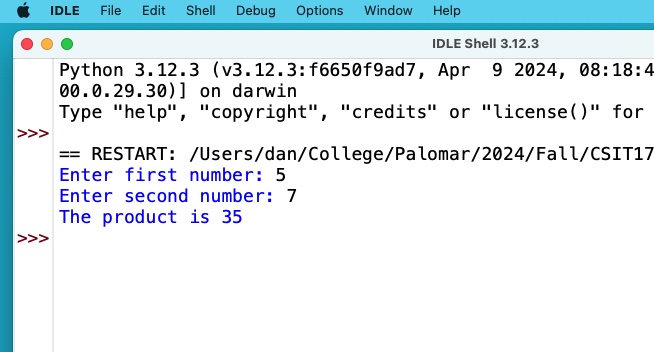 IDLE File Edit Shell Debug Options Window Help
IDLE Shell 3.12.3
Python 3.12.3 (v3.12.3:f6650f9ad7, Apr  9 2024, 08:18:4
00.0.29.30)] on darwin
Type "help", "copyright", "credits" or "license()" for
>>>
== RESTART: /Users/dan/College/Palomar/2024/Fall/CSIT17
Enter first number: 5
Enter second number: 7
The product is 35
>>>